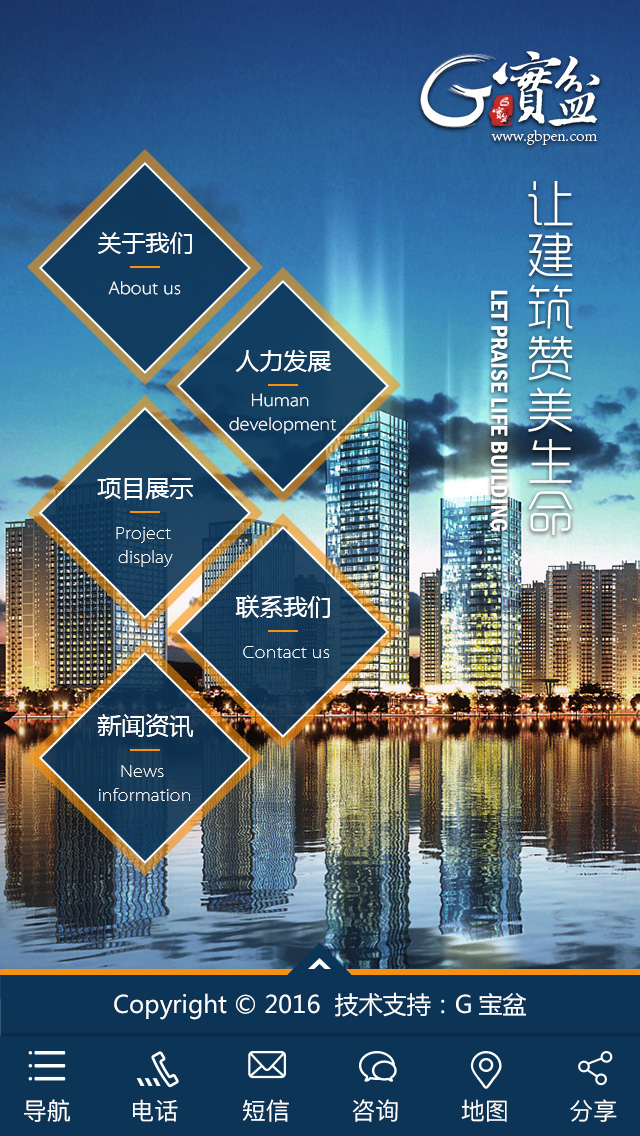 G寶盆
www.gbpen.com
让建筑赞美生命
LET PRAISE LIFE BUILDING
关于我们
About us
人力发展
Human
development
项目展示
Project
display
联系我们
Contact us
新闻资讯
News
information
Copyright © 2016 技术支持：G 宝盆
导航
电话
短信
咨询
地图
分享